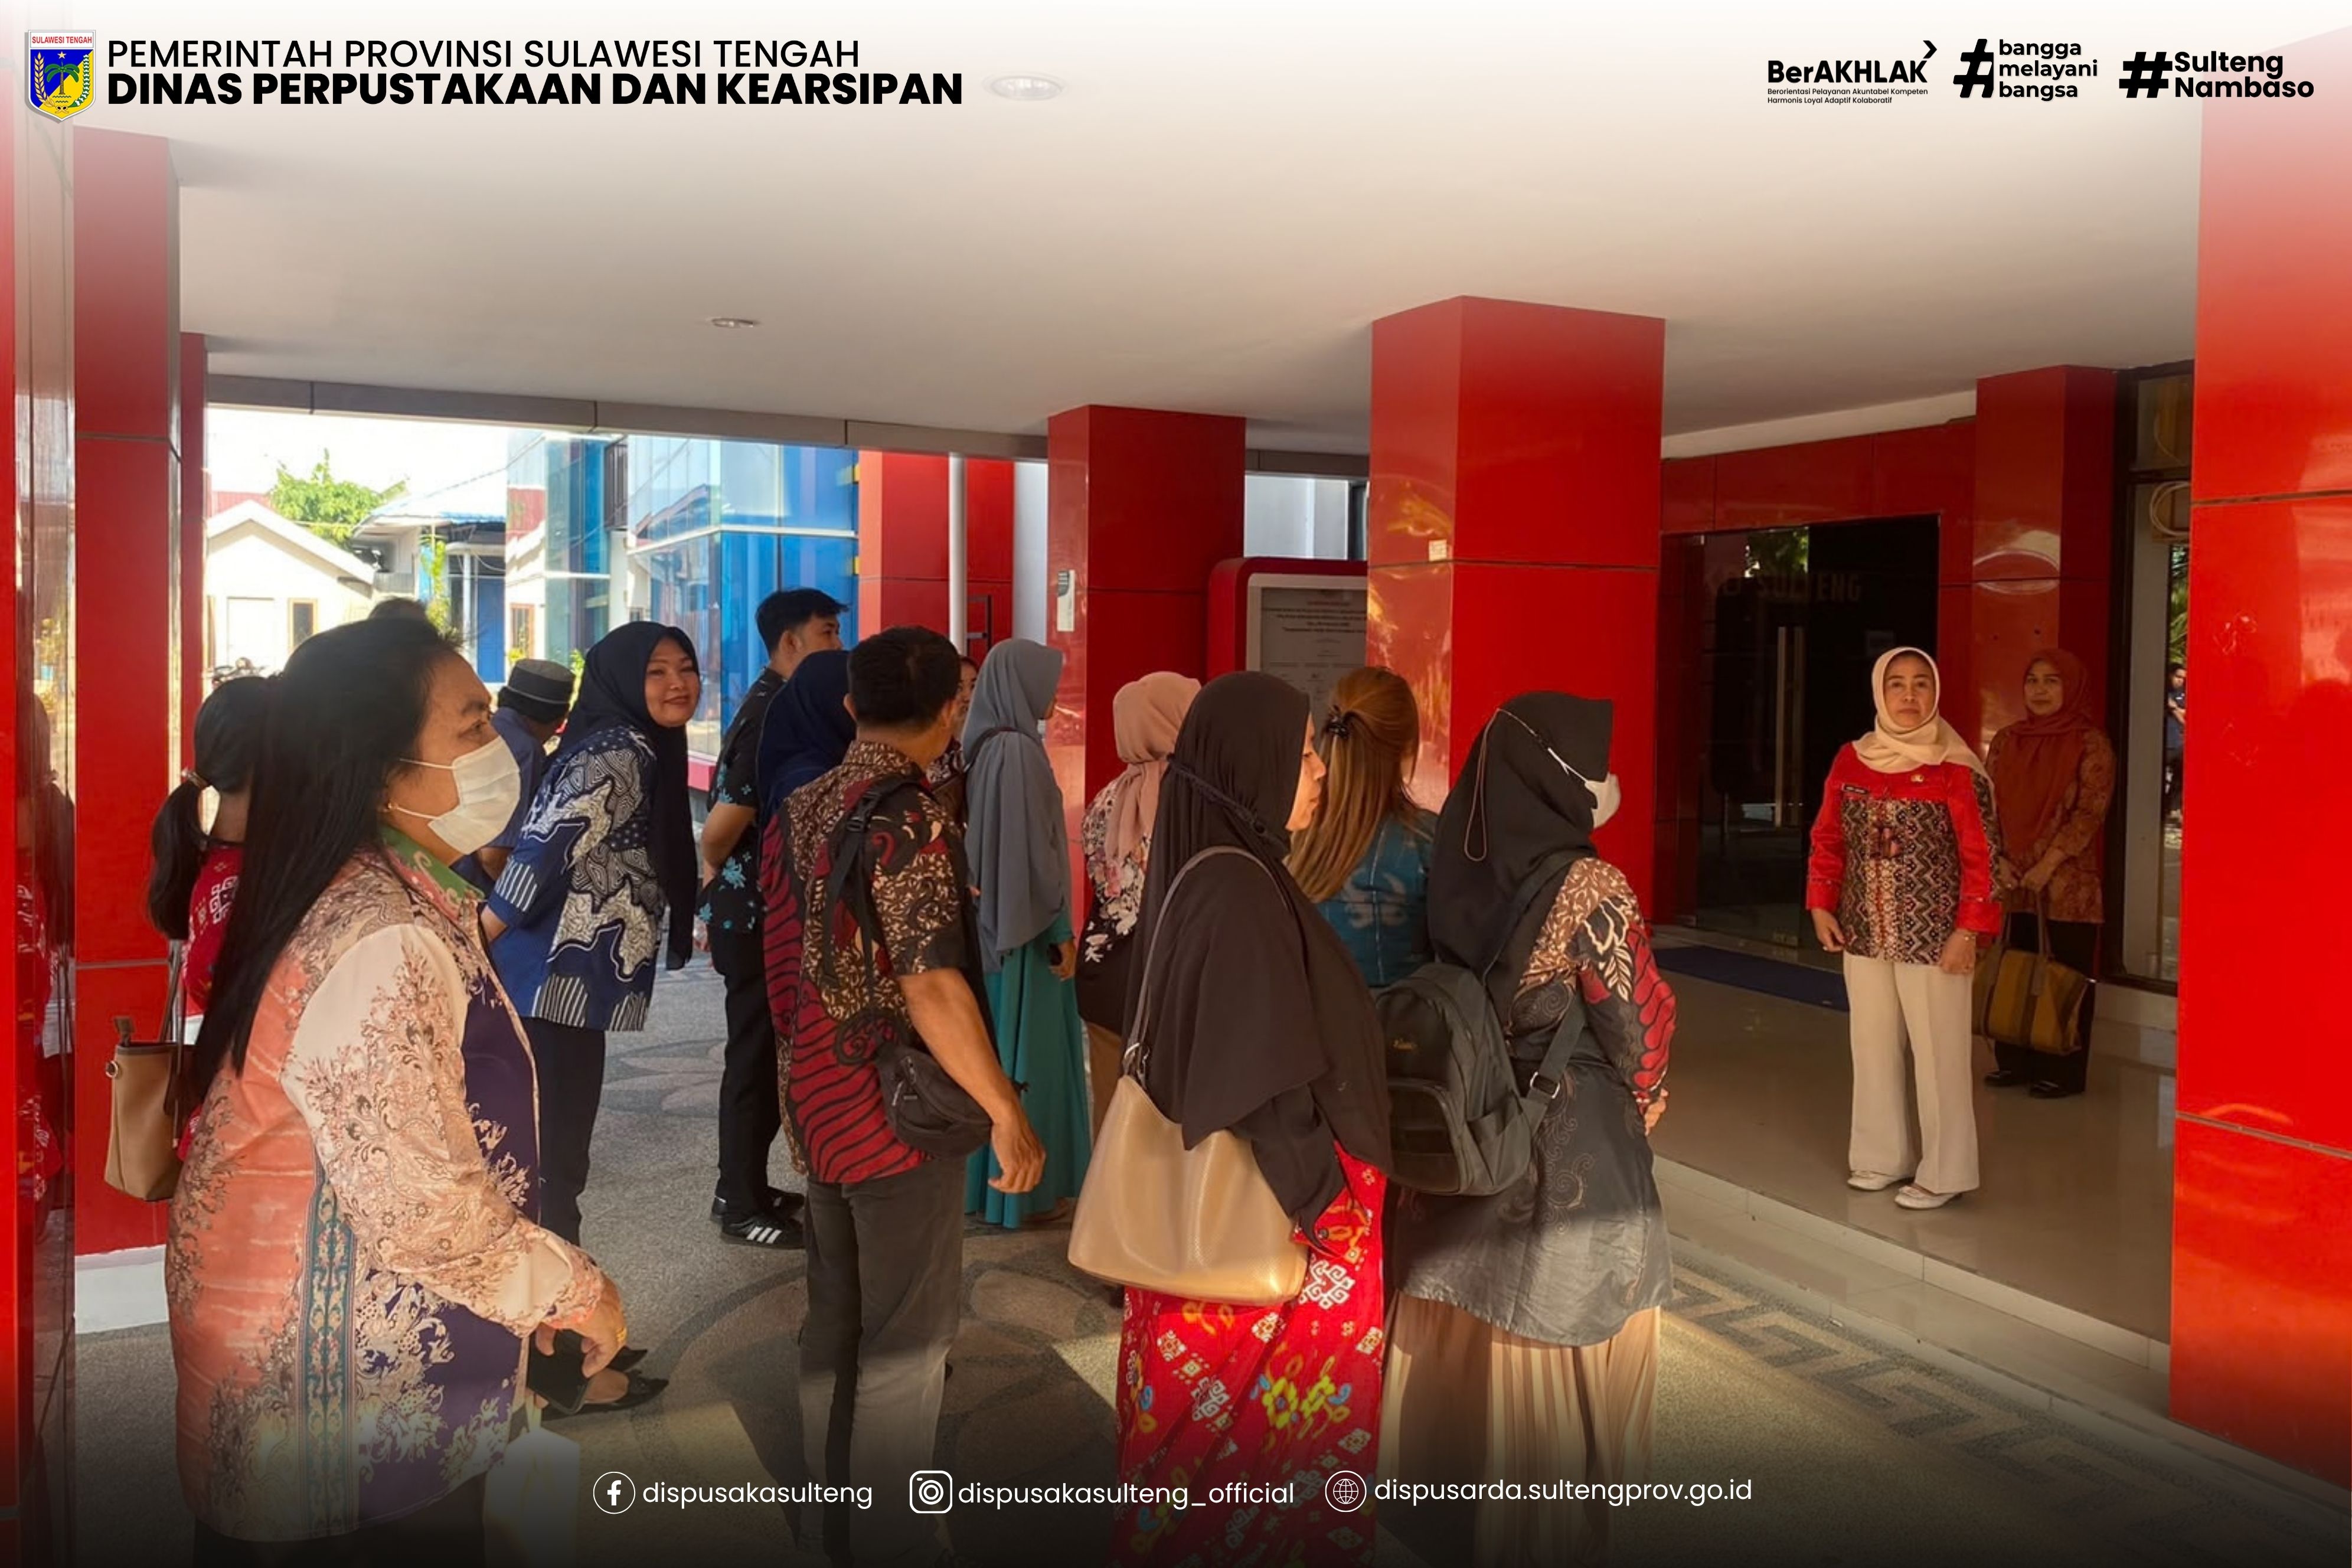 SULAWESI TENGAH
PEMERINTAH PROVINSI SULAWESI TENGAH
DINAS PERPUSTAKAAN DAN KEARSIPAN
BerAKHLAK
Berorientasi Pelayanan Akuntabel Kompeten
Harmonis Loyal Adaptif Kolaboratif
#bangga
melayani
bangsa
#Sulteng
Nambaso
SULTENG
dispusakasulteng
dispusakasulteng_official
dispusarda.sultengprov.go.id